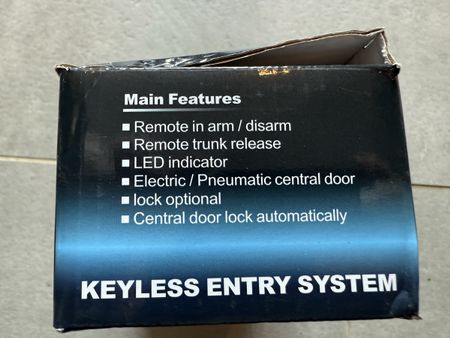 Main Features
■ Remote in arm / disarm
■ Remote trunk release
■ LED indicator
■ Electric / Pneumatic central door
■ lock optional
■ Central door lock automatically
KEYLESS ENTRY SYSTEM